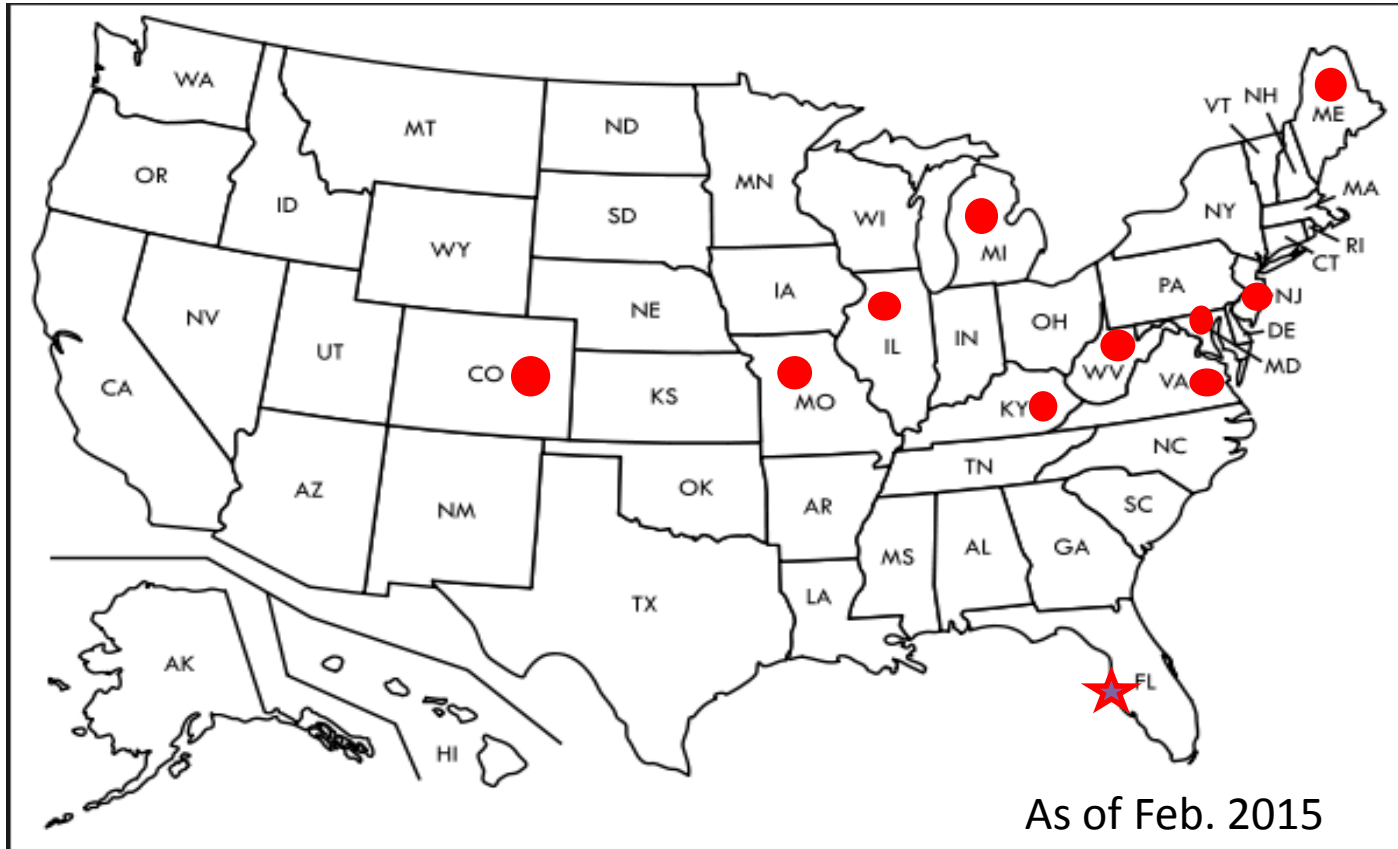 WA
MT
ND
MN
VT
NH
ME
OR
ID
SD
WI
MI
NY
MA
RI
CT
WY
IA
PA
NJ
NV
NE
OH
DE
UT
CO
IL
IN
WV
MD
CA
KS
MO
KY
VA
AZ
NM
OK
TN
NC
AR
SC
MS
AL
GA
TX
LA
AK
FL
HI
As of Feb. 2015